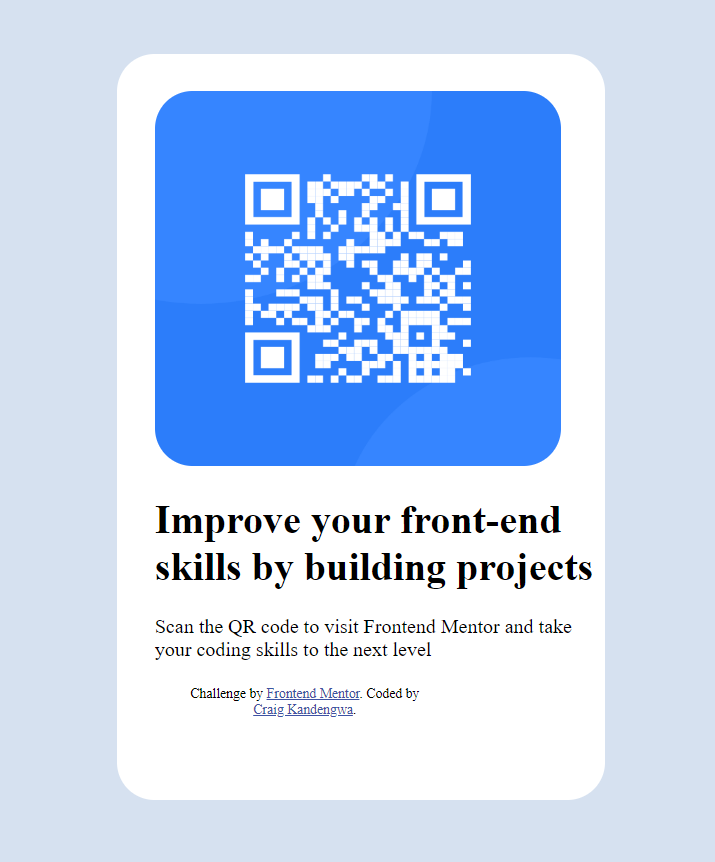 Improve your front-end
skills by building projects
Scan the QR code to visit Frontend Mentor and take
your coding skills to the next level
Challenge by Frontend Mentor. Coded by
Craig Kandengwa.